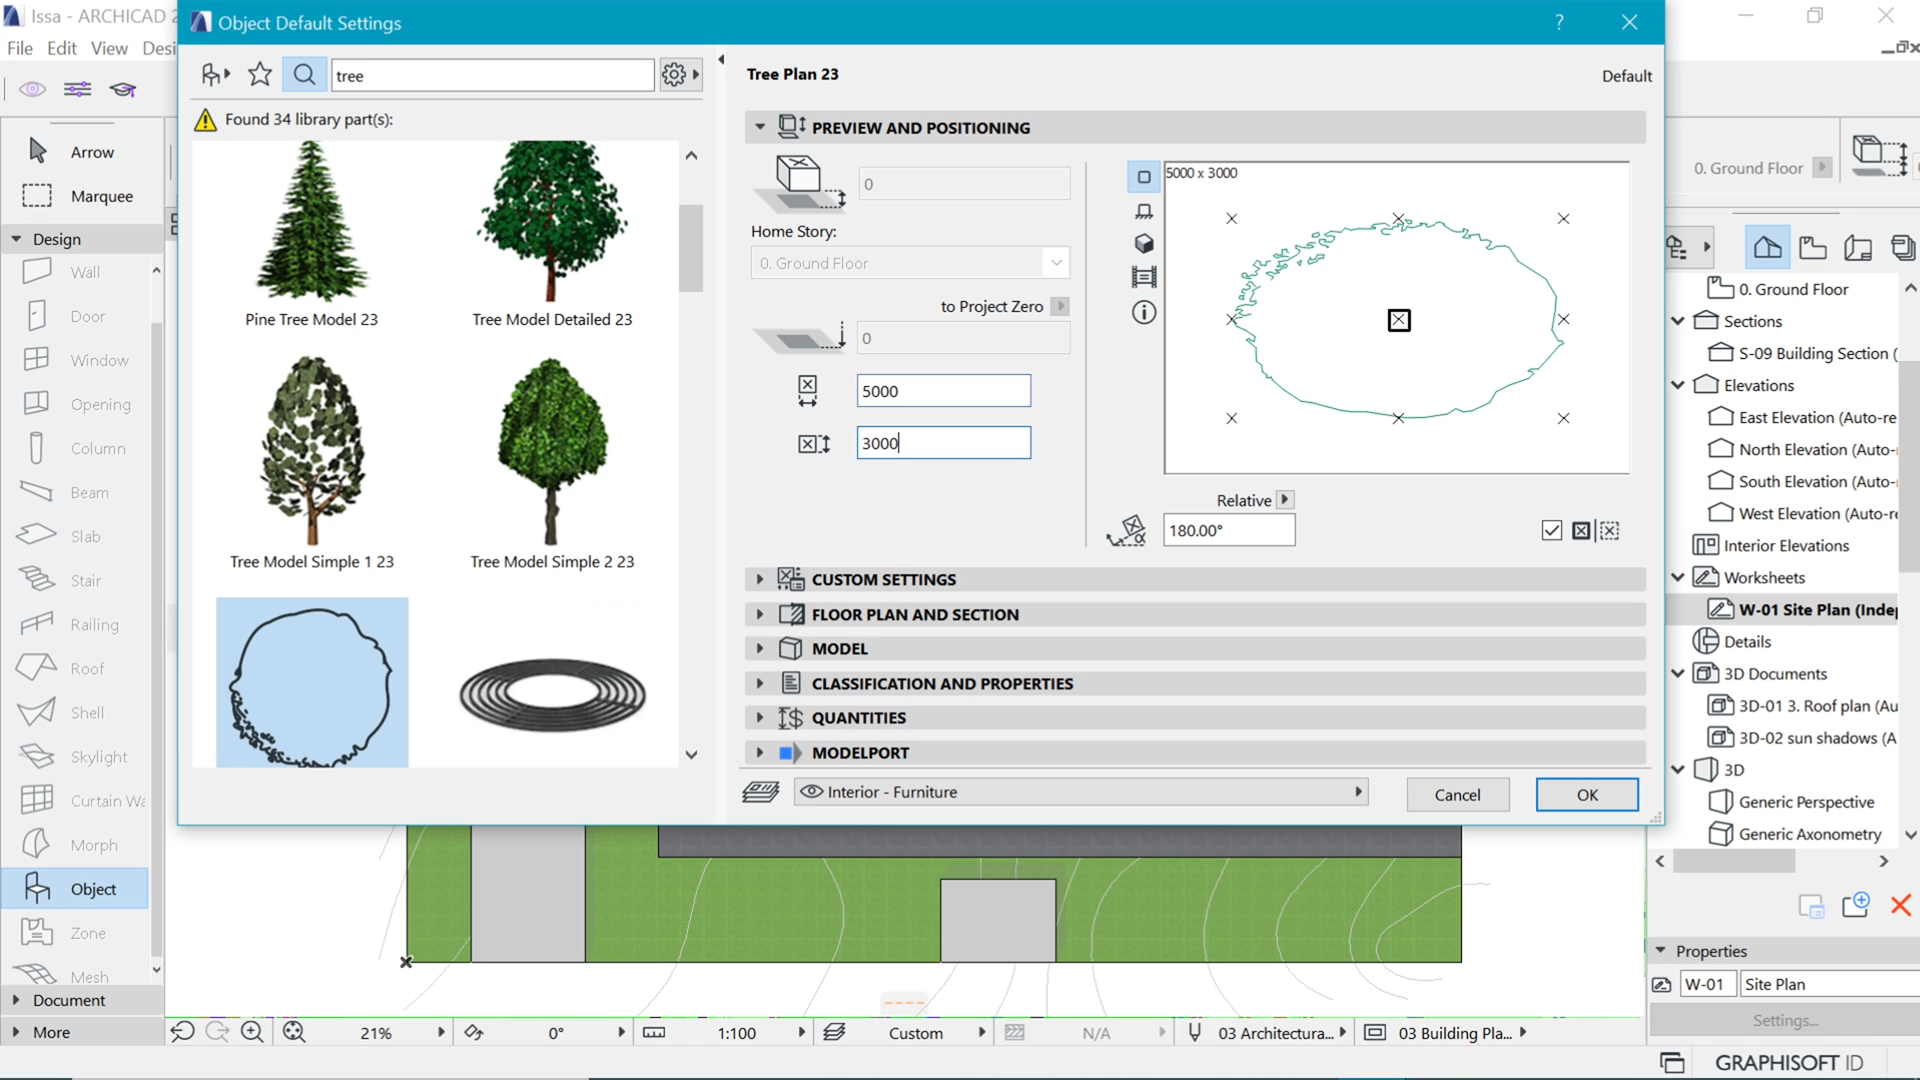 Issa - ARCHICAD 2
File Edit View Desi
Object Default Settings
?
tree
Found 34 library part(s):
Pine Tree Model 23
Tree Model Detailed 23
Tree Model Simple 1 23
Tree Model Simple 2 23
Tree Plan 23
Default
PREVIEW AND POSITIONING
0
Home Story:
0. Ground Floor
to Project Zero
0
5000
3000
5000 x 3000
Relative
180.00°
CUSTOM SETTINGS
FLOOR PLAN AND SECTION
MODEL
CLASSIFICATION AND PROPERTIES
QUANTITIES
MODELPORT
Interior - Furniture
Cancel
OK
Arrow
Marquee
Design
Wall
Door
Window
Opening
Column
Beam
Slab
Stair
Railing
Roof
Shell
Skylight
Curtain Wa
Morph
Object
Zone
Mesh
Document
More
0. Ground Floor
0. Ground Floor
Sections
S-09 Building Section (
Elevations
East Elevation (Auto-re
North Elevation (Auto-
South Elevation (Auto-
West Elevation (Auto-re
Interior Elevations
Worksheets
W-01 Site Plan (Inde
Details
3D Documents
3D-01 3. Roof plan (Au
3D-02 sun shadows (A
3D
Generic Perspective
Generic Axonometry
Properties
W-01 Site Plan
Settings...
21% 0° 1:100 Custom N/A 03 Architectura... 03 Building Pla...
GRAPHISOFT ID